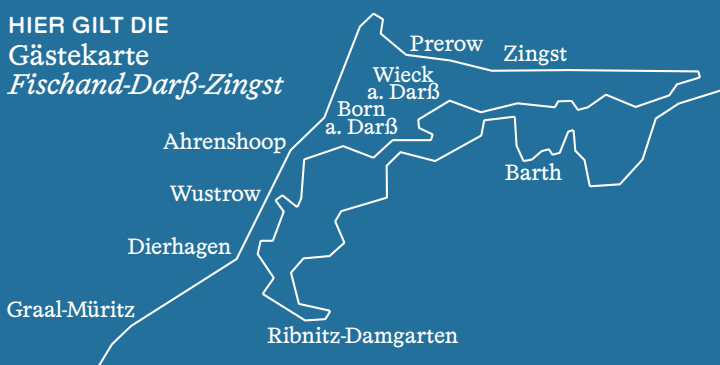 HIER GILT DIE
Gästekarte
Fischand-Darß-Zingst
Prerow
Zingst
Wieck
a. Darß
Born
a. Darß
Ahrenshoop
Barth
Wustrow
Dierhagen
Graal-Müritz
Ribnitz-Damgarten